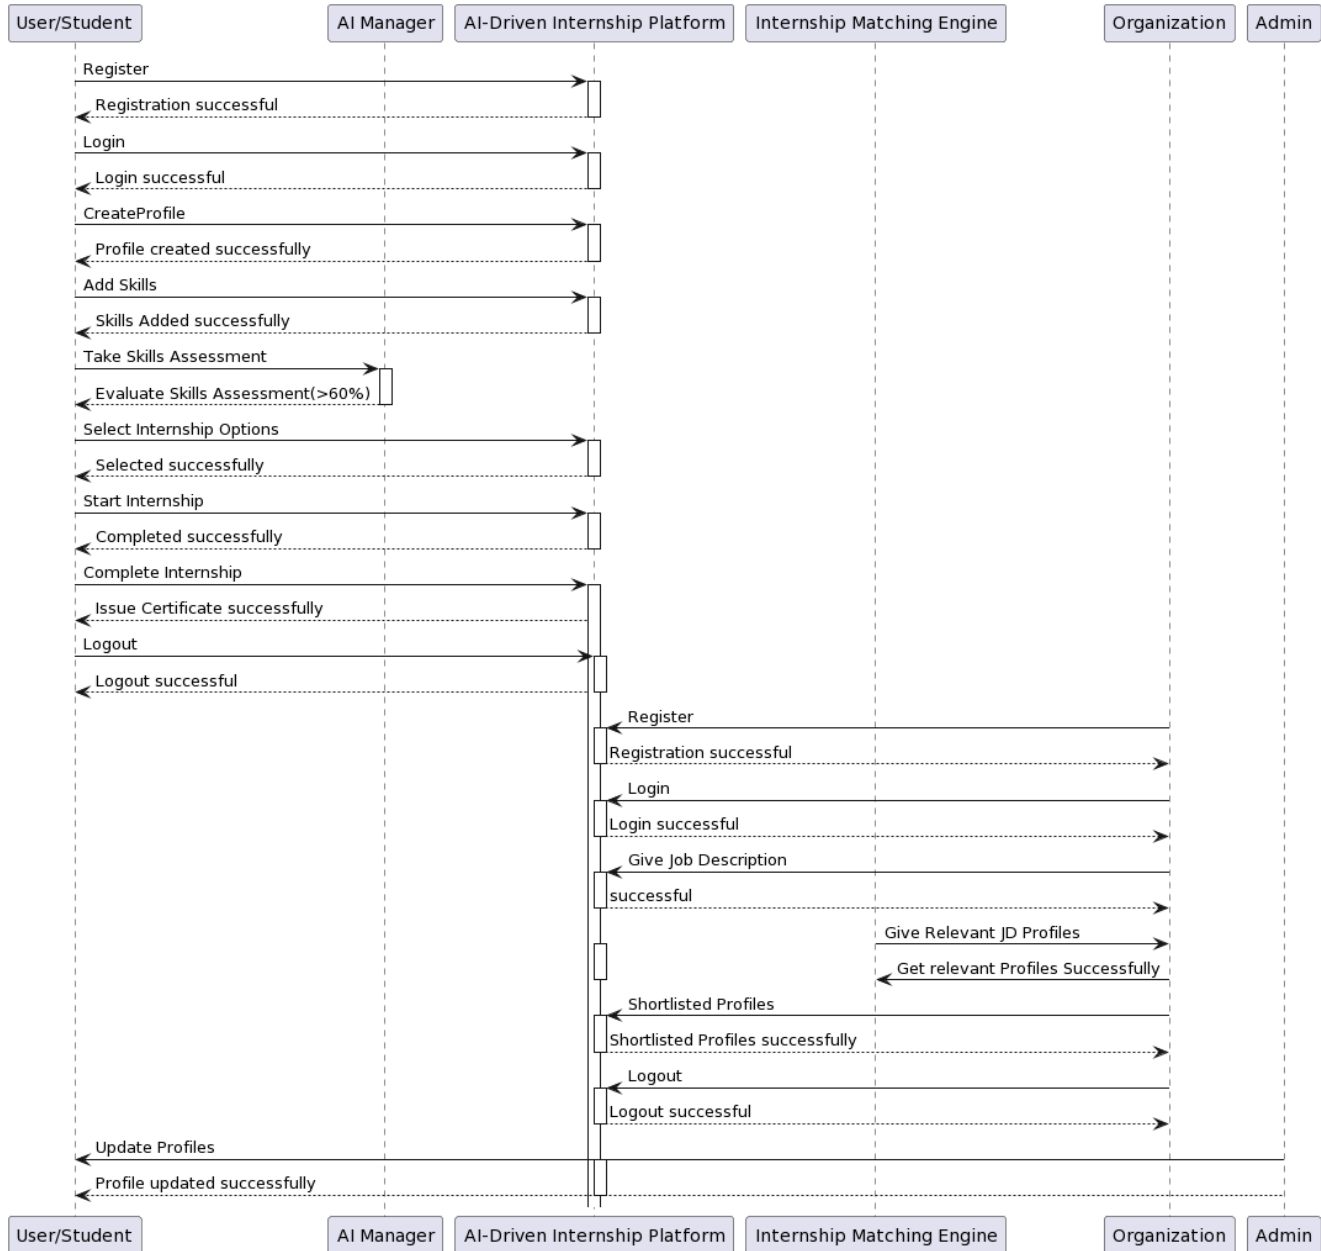 User/Student
AI Manager
AI-Driven Internship Platform
Internship Matching Engine
Organization
Admin
Register
Registration successful
Login
Login successful
CreateProfile
Profile created successfully
Add Skills
Skills Added successfully
Take Skills Assessment
Evaluate Skills Assessment(>60%)
Select Internship Options
Selected successfully
Start Internship
Completed successfully
Complete Internship
Issue Certificate successfully
Logout
Logout successful
Register
Registration successful
Login
Login successful
Give Job Description
successful
Give Relevant JD Profiles
Get relevant Profiles Successfully
Shortlisted Profiles
Shortlisted Profiles successfully
Logout
Logout successful
Update Profiles
Profile updated successfully
User/Student
AI Manager
AI-Driven Internship Platform
Internship Matching Engine
Organization
Admin